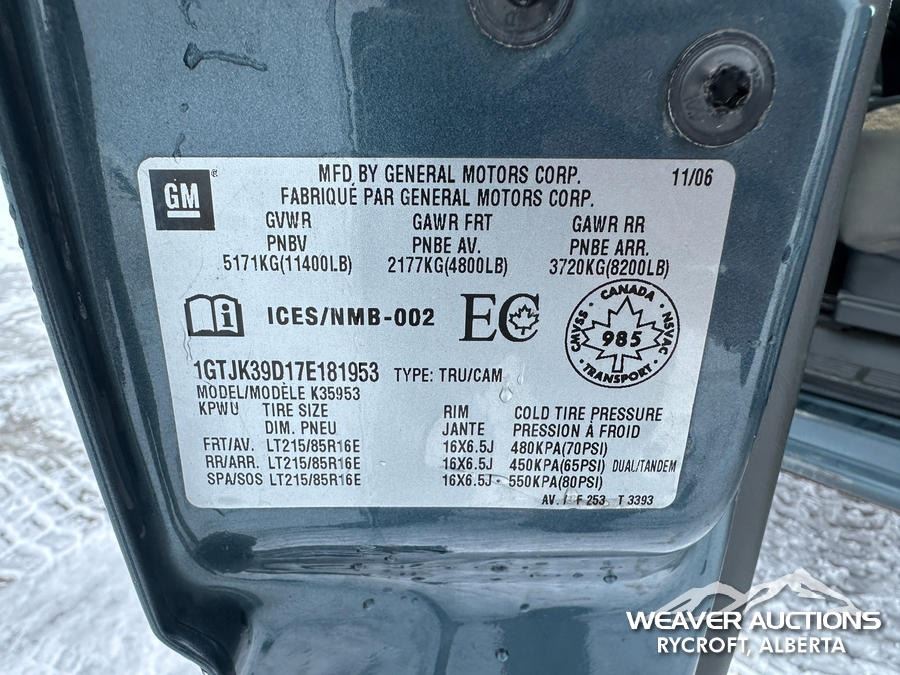 GM
MFD BY GENERAL MOTORS CORP. 11/06
FABRIQUÉ PAR GENERAL MOTORS CORP.
GVWR GAWR FRT GAWR RR
PNBV PNBE AV. PNBE ARR.
5171KG(11400LB) 2177KG(4800LB) 3720KG(8200LB)
i ICES/NMB-002 EC
CANADA
CMVSS 985 NSVAC
TRANSPORT
1GTJK39D17E181953 TYPE: TRU/CAM
MODEL/MODÈLE K35953
KPWU TIRE SIZE RIM COLD TIRE PRESSURE
DIM. PNEU JANTE PRESSION À FROID
FRT/AV. LT215/85R16E 16X6.5J 480KPA(70PSI)
RR/ARR. LT215/85R16E 16X6.5J 450KPA(65PSI) DUAL/TANDEM
SPA/SOS LT215/85R16E 16X6.5J 550KPA(80PSI)
AV. F 253 T 3393
WEAVER AUCTIONS
RYCROFT, ALBERTA